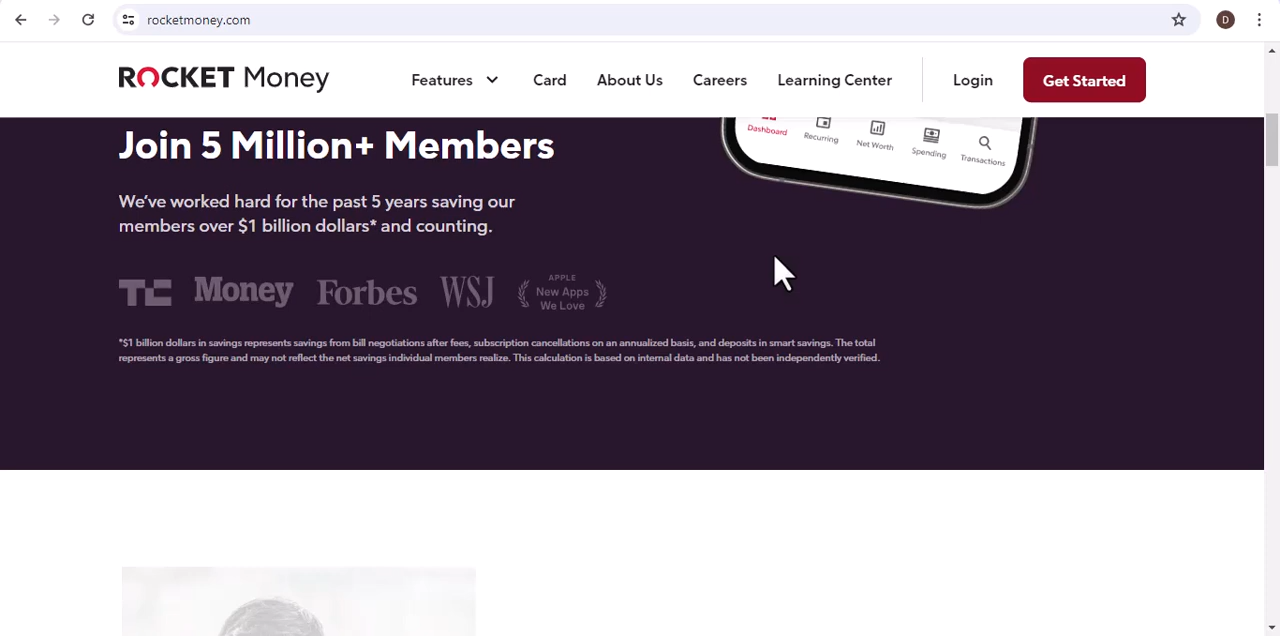 rocketmoney.com
D
ROCKET Money
Features
Card
About Us
Careers
Learning Center
Login
Get Started
Join 5 Million+ Members
Dashboard
Recurring
Net Worth
Spending
Transactions
We’ve worked hard for the past 5 years saving our
members over $1 billion dollars* and counting.
TC
Money
Forbes
WSJ
APPLE
New Apps
We Love
*$1 billion dollars in savings represents savings from bill negotiations after fees, subscription cancellations on an annualized basis, and deposits in smart savings. The total
represents a gross figure and may not reflect the net savings individual members realize. This calculation is based on internal data and has not been independently verified.